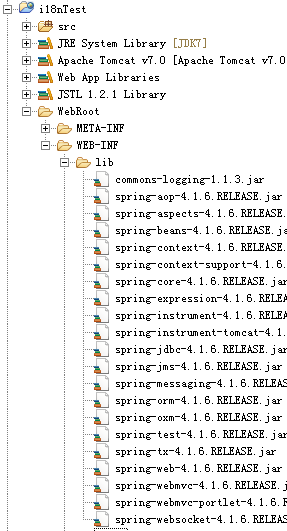 i18nTest
src
JRE System Library [JDK7]
Apache Tomcat v7.0 [Apache Tomcat v7.0
Web App Libraries
JSTL 1.2.1 Library
WebRoot
META-INF
WEB-INF
lib
commons-logging-1.1.3.jar
spring-aop-4.1.6.RELEASE.jar
spring-aspects-4.1.6.RELEASE.
spring-beans-4.1.6.RELEASE.jar
spring-context-4.1.6.RELEASE.
spring-context-support-4.1.6.
spring-core-4.1.6.RELEASE.jar
spring-expression-4.1.6.RELEA
spring-instrument-4.1.6.RELEA
spring-instrument-tomcat-4.1.
spring-jdbc-4.1.6.RELEASE.jar
spring-jms-4.1.6.RELEASE.jar
spring-messaging-4.1.6.RELEAS
spring-orm-4.1.6.RELEASE.jar
spring-oxm-4.1.6.RELEASE.jar
spring-test-4.1.6.RELEASE.jar
spring-tx-4.1.6.RELEASE.jar
spring-web-4.1.6.RELEASE.jar
spring-webmvc-4.1.6.RELEASE.j
spring-webmvc-portlet-4.1.6.R
spring-websocket-4.1.6.RELEAS